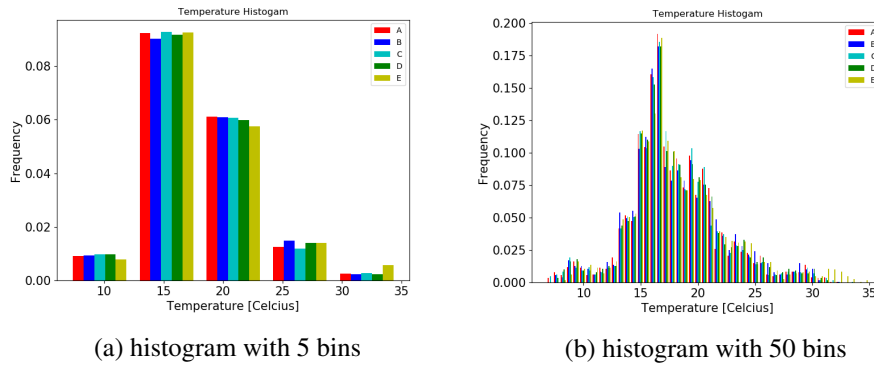 Temperature Histogam
A
B
C
D
E
0.08
0.06
0.04
0.02
0.00
Frequency
10 15 20 25 30 35
Temperature [Celcius]
(a) histogram with 5 bins
Temperature Histogam
A
B
C
D
E
0.200
0.175
0.150
0.125
0.100
0.075
0.050
0.025
0.000
Frequency
10 15 20 25 30 35
Temperature [Celcius]
(b) histogram with 50 bins